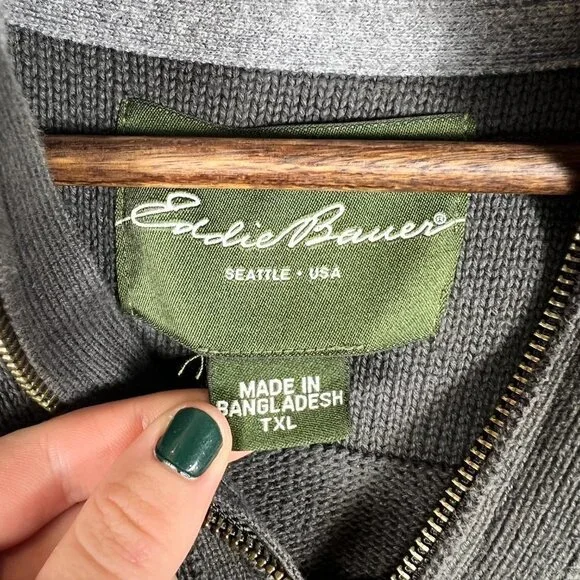 Eddie Bauer®
SEATTLE • USA
MADE IN
BANGLADESH
TXL